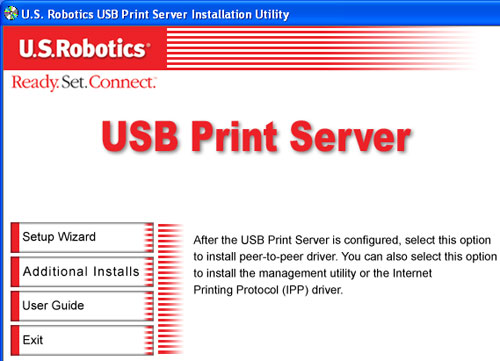 U.S. Robotics USB Print Server Installation Utility
U.S.Robotics®
Ready.Set.Connect.™
USB Print Server
Setup Wizard
Additional Installs
User Guide
Exit
After the USB Print Server is configured, select this option
to install peer-to-peer driver. You can also select this option
to install the management utility or the Internet
Printing Protocol (IPP) driver.